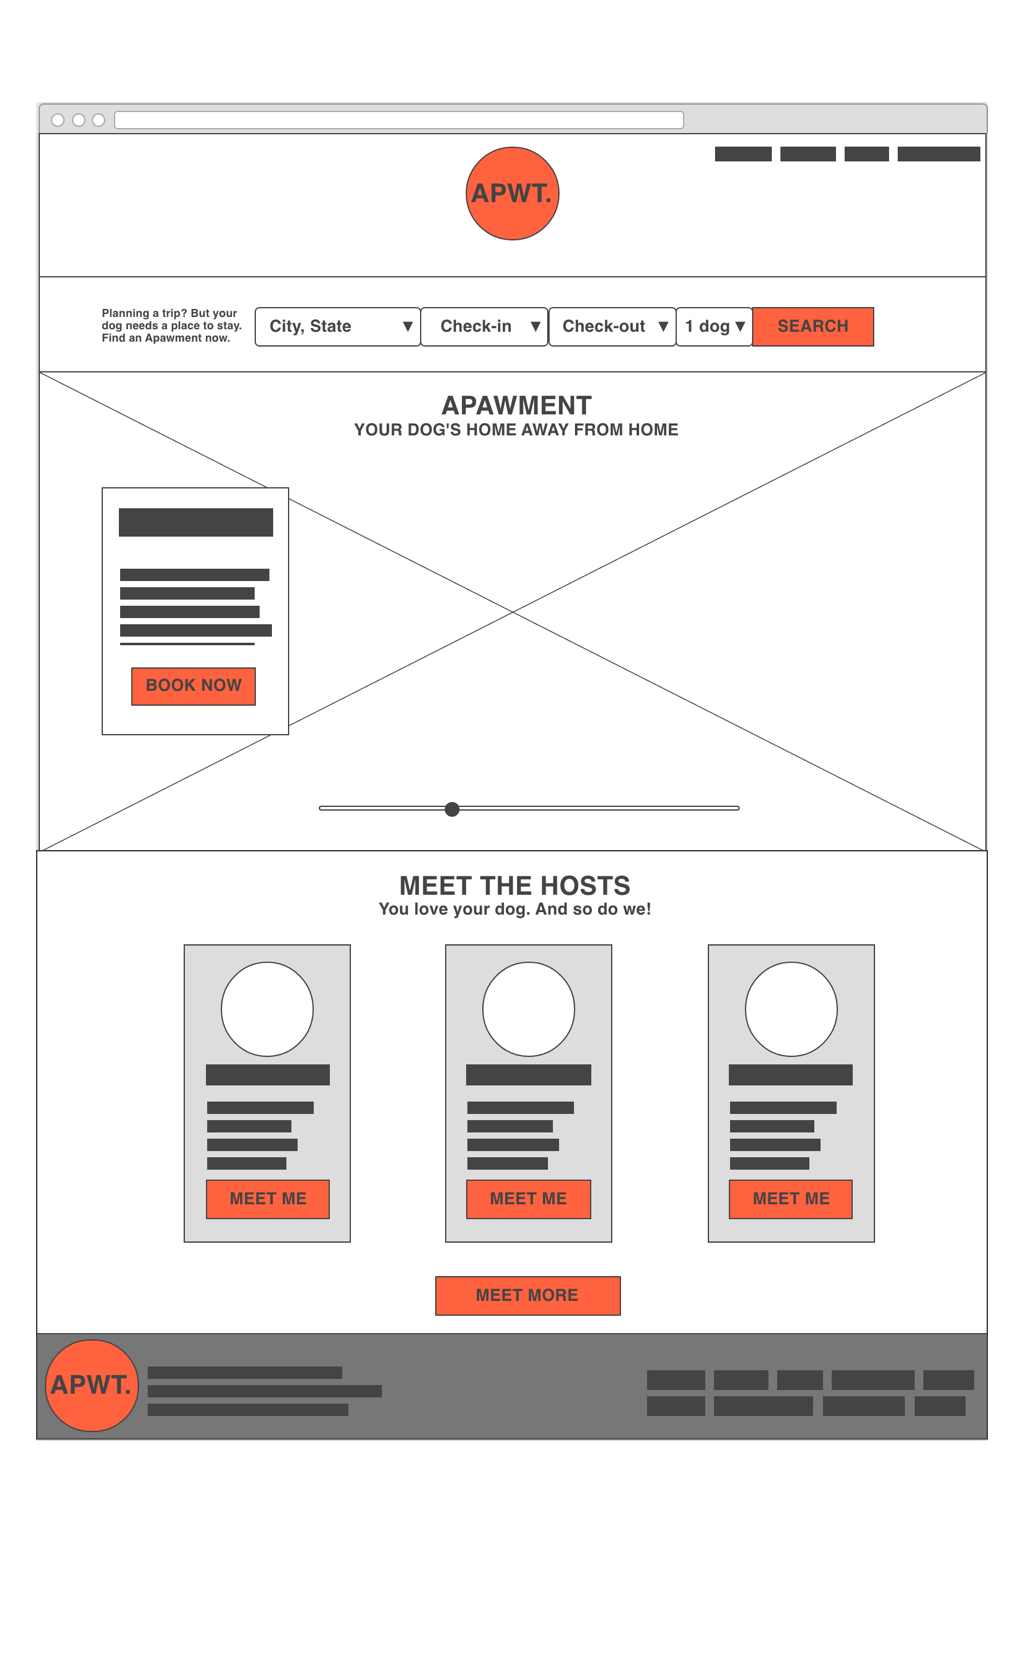 APWT.
Planning a trip? But your
dog needs a place to stay.
Find an Apawment now.
City, State ▼
Check-in ▼
Check-out ▼
1 dog ▼
SEARCH
APAWMENT
YOUR DOG'S HOME AWAY FROM HOME
BOOK NOW
MEET THE HOSTS
You love your dog. And so do we!
MEET ME
MEET ME
MEET ME
MEET MORE
APWT.